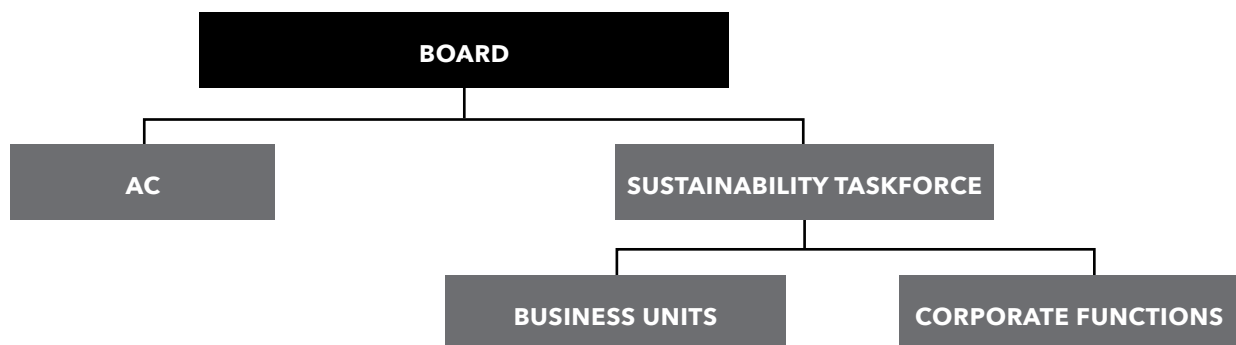 BOARD
AC
SUSTAINABILITY TASKFORCE
BUSINESS UNITS
CORPORATE FUNCTIONS